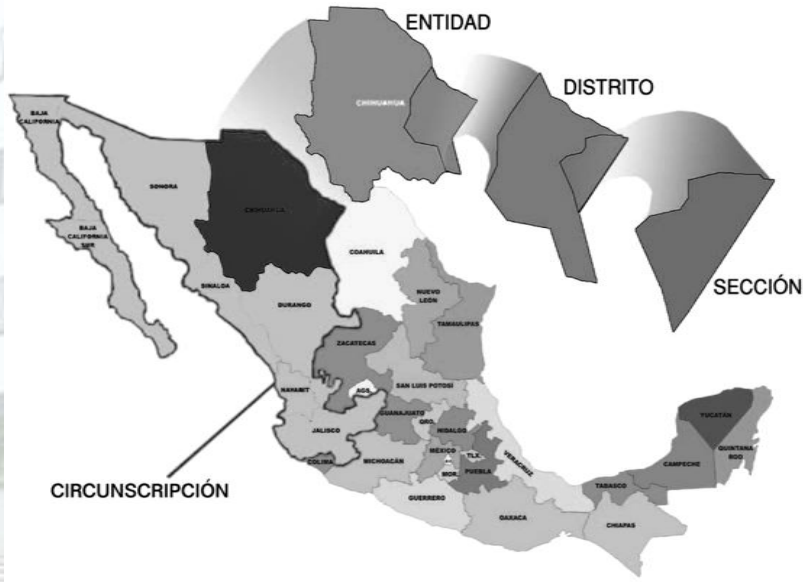 ENTIDAD
DISTRITO
CHIHUAHUA
BAJA
CALIFORNIA
SONORA
CHIHUAHUA
BAJA
CALIFORNIA
SUR
COAHUILA
SECCIÓN
SINALOA
NUEVO
LEÓN
DURANGO
TAMAULIPAS
ZACATECAS
NAYARIT
AGS.
SAN LUIS POTOSÍ
GUANAJUATO
QRO.
HIDALGO
YUCATÁN
JALISCO
MÉXICO
TLX.
VERACRUZ
QUINTANA
ROO
COLIMA
MICHOACÁN
MOR.
PUEBLA
CAMPECHE
CIRCUNSCRIPCIÓN
TABASCO
GUERRERO
OAXACA
CHIAPAS